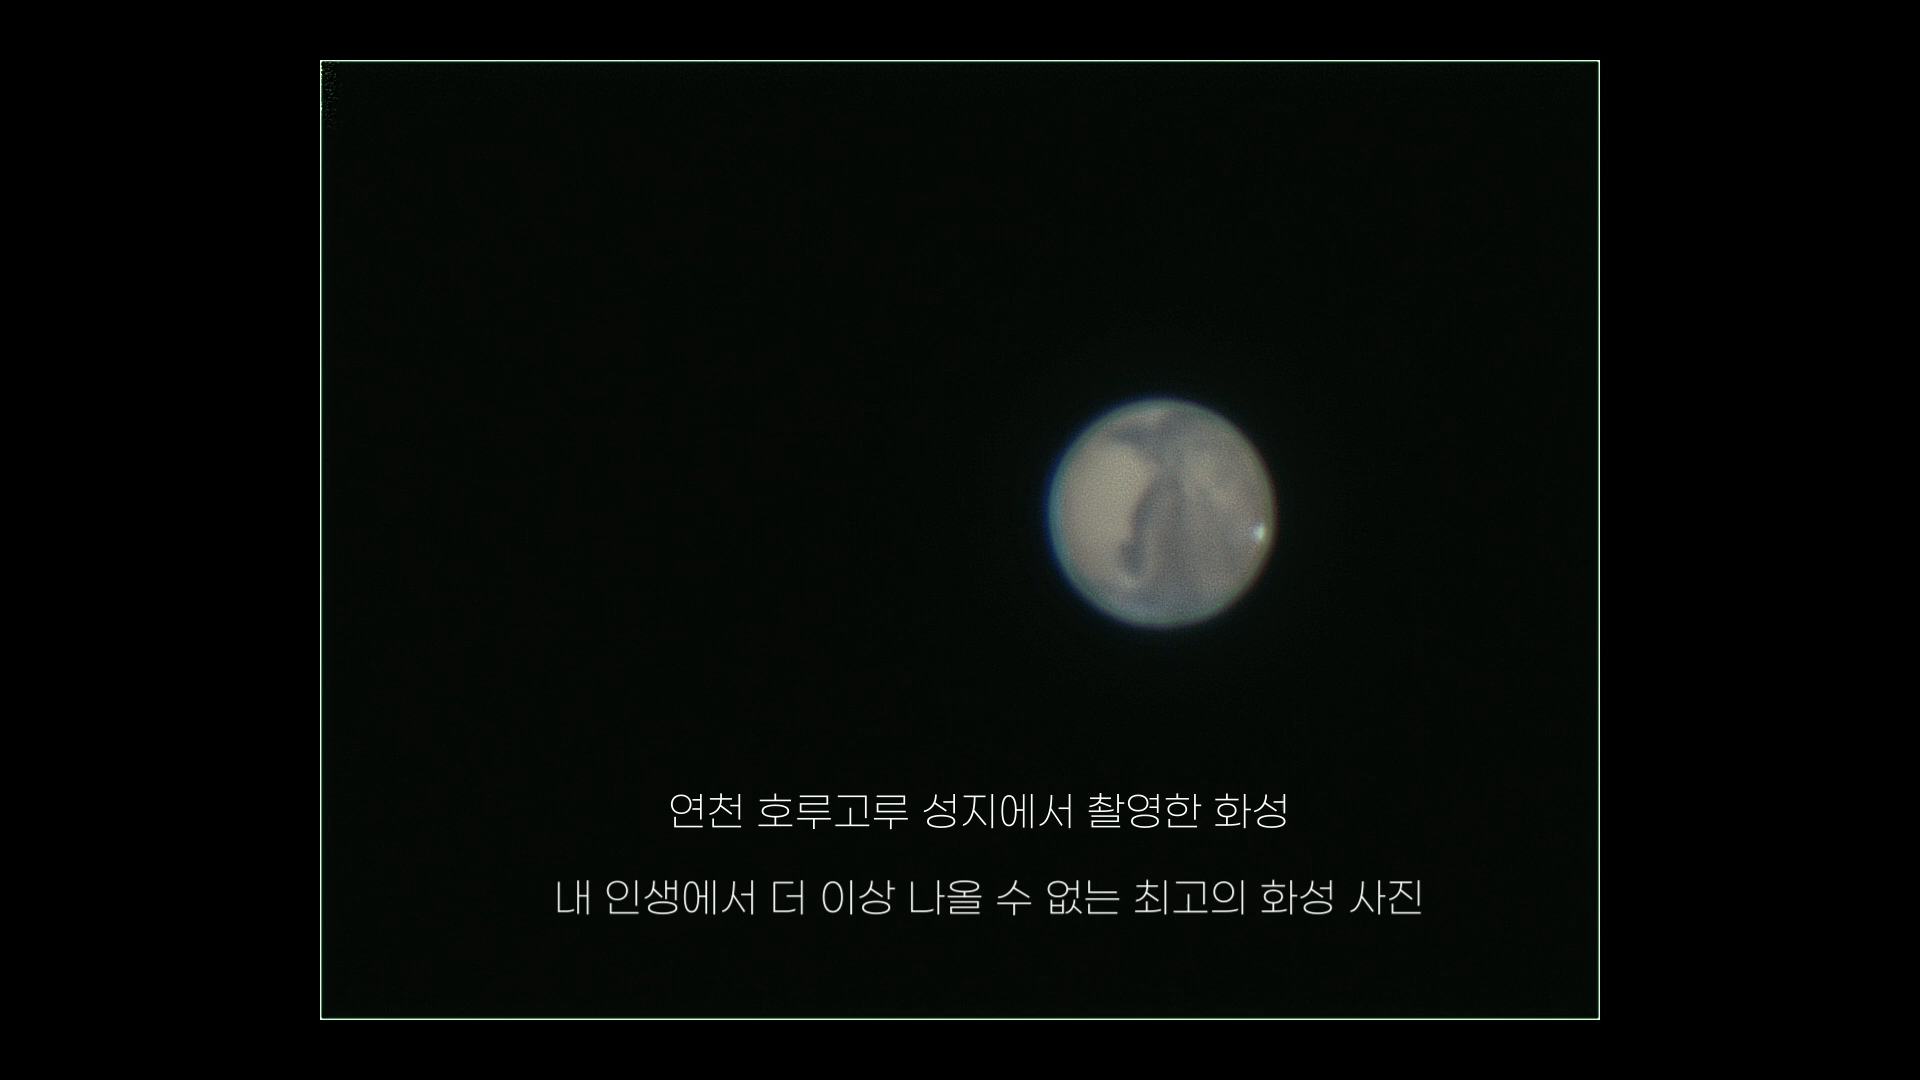 연천 호루고루 성지에서 촬영한 화성
내 인생에서 더 이상 나올 수 없는 최고의 화성 사진